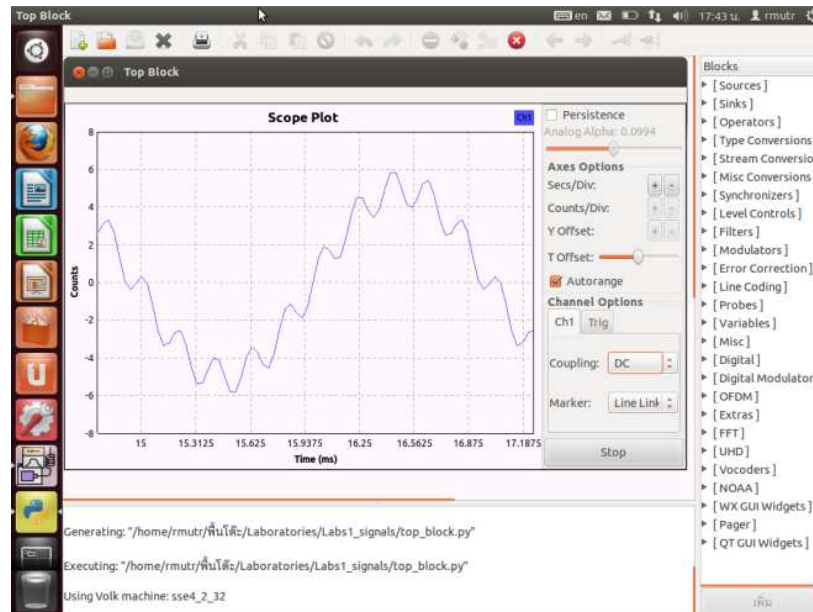 Top Block
en
17:43 น.
rmutr
Top Block
Scope Plot
Ch1
8
6
4
2
0
-2
-4
-6
-8
Counts
15
15.3125
15.625
15.9375
16.25
16.5625
16.875
17.1875
Time (ms)
Persistence
Analog Alpha: 0.0994
Axes Options
Secs/Div:
+
-
Counts/Div:
+
-
Y Offset:
+
-
T Offset:
Autorange
Channel Options
Ch1
Trig
Coupling:
DC
Marker:
Line Link
Stop
Blocks
[ Sources ]
[ Sinks ]
[ Operators ]
[ Type Conversions
[ Stream Conversio
[ Misc Conversions
[ Synchronizers ]
[ Level Controls ]
[ Filters ]
[ Modulators ]
[ Error Correction ]
[ Line Coding ]
[ Probes ]
[ Variables ]
[ Misc ]
[ Digital ]
[ Digital Modulator
[ OFDM ]
[ Extras ]
[ FFT ]
[ UHD ]
[ Vocoders ]
[ NOAA ]
[ WX GUI Widgets ]
[ Pager ]
[ QT GUI Widgets ]
เพิ่ม
Generating: "/home/rmutr/พื้นโต๊ะ/Laboratories/Labs1_signals/top_block.py"
Executing: "/home/rmutr/พื้นโต๊ะ/Laboratories/Labs1_signals/top_block.py"
Using Volk machine: sse4_2_32